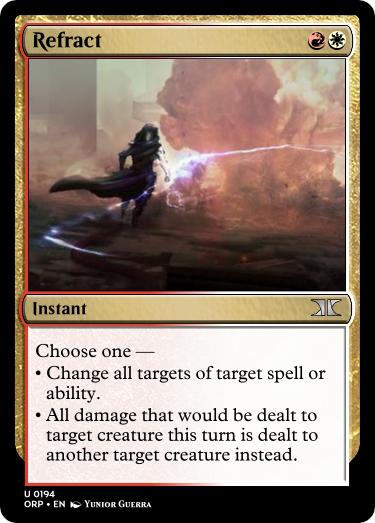 Refract
Instant
Choose one —
• Change all targets of target spell or
ability.
• All damage that would be dealt to
target creature this turn is dealt to
another target creature instead.
U 0194
ORP • EN Yunior Guerra